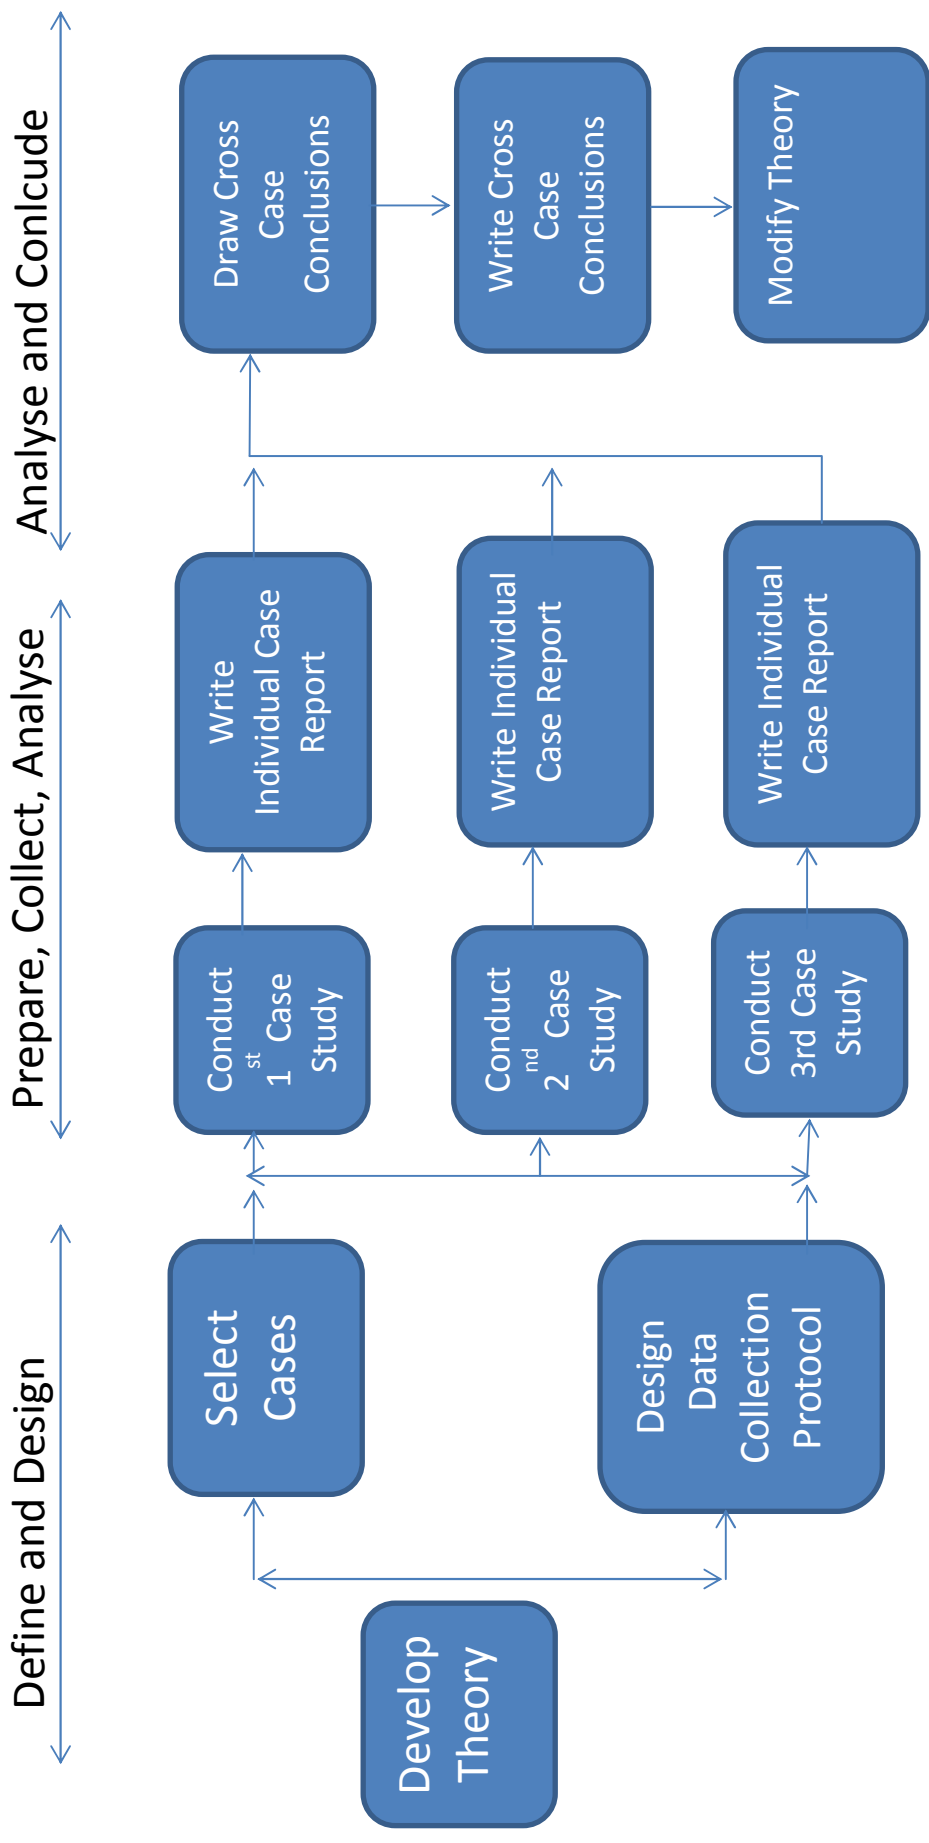 Define and Design
Prepare, Collect, Analyse
Analyse and Conlcude
Develop
Theory
Select
Cases
Design
Data
Collection
Protocol
Conduct
1st Case
Study
Conduct
2nd Case
Study
Conduct
3rd Case
Study
Write
Individual Case
Report
Write Individual
Case Report
Write Individual
Case Report
Draw Cross
Case
Conclusions
Write Cross
Case
Conclusions
Modify Theory